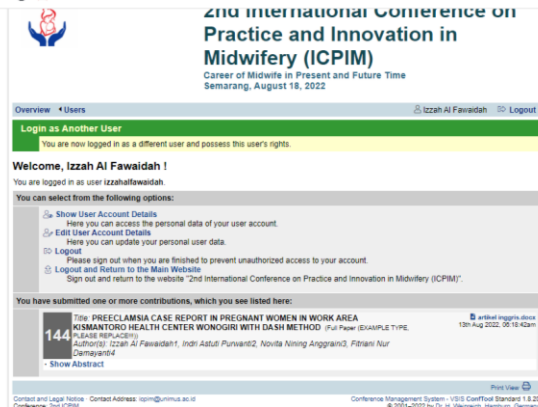 2nd International Conference on
Practice and Innovation in
Midwifery (ICPIM)
Career of Midwife in Present and Future Time
Semarang, August 18, 2022
Overview Users Izzah Al Fawaidah Logout
Login as Another User
You are now logged in as a different user and possess this user's rights.
Welcome, Izzah Al Fawaidah !
You are logged in as user izzahalfawaidah.
You can select from the following options:
Show User Account Details
Here you can access the personal data of your user account.
Edit User Account Details
Here you can update your personal user data.
Logout
Please sign out when you are finished to prevent unauthorized access to your account.
Logout and Return to the Main Website
Sign out and return to the website "2nd International Conference on Practice and Innovation in Midwifery (ICPIM)".
You have submitted one or more contributions, which you see listed here:
144
Title: PREECLAMSIA CASE REPORT IN PREGNANT WOMEN IN WORK AREA
KISMANTORO HEALTH CENTER WONOGIRI WITH DASH METHOD (Full Paper (EXAMPLE TYPE,
PLEASE REPLACE!!!))
Author(s): Izzah Al Fawaidah1, Indri Astuti Purwanti2, Novita Nining Anggraini3, Fitriani Nur
Damayanti4
artikel inggris.docx
13th Aug 2022, 06:18:42am
- Show Abstract
Print View
Contact and Legal Notice · Contact Address: icpim@unimus.ac.id
Conference: 2nd ICPIM
Conference Management System - VSIS ConfTool Standard 1.8.2
© 2001–2022 by Dr. H. Weinreich, Hamburg, Germany